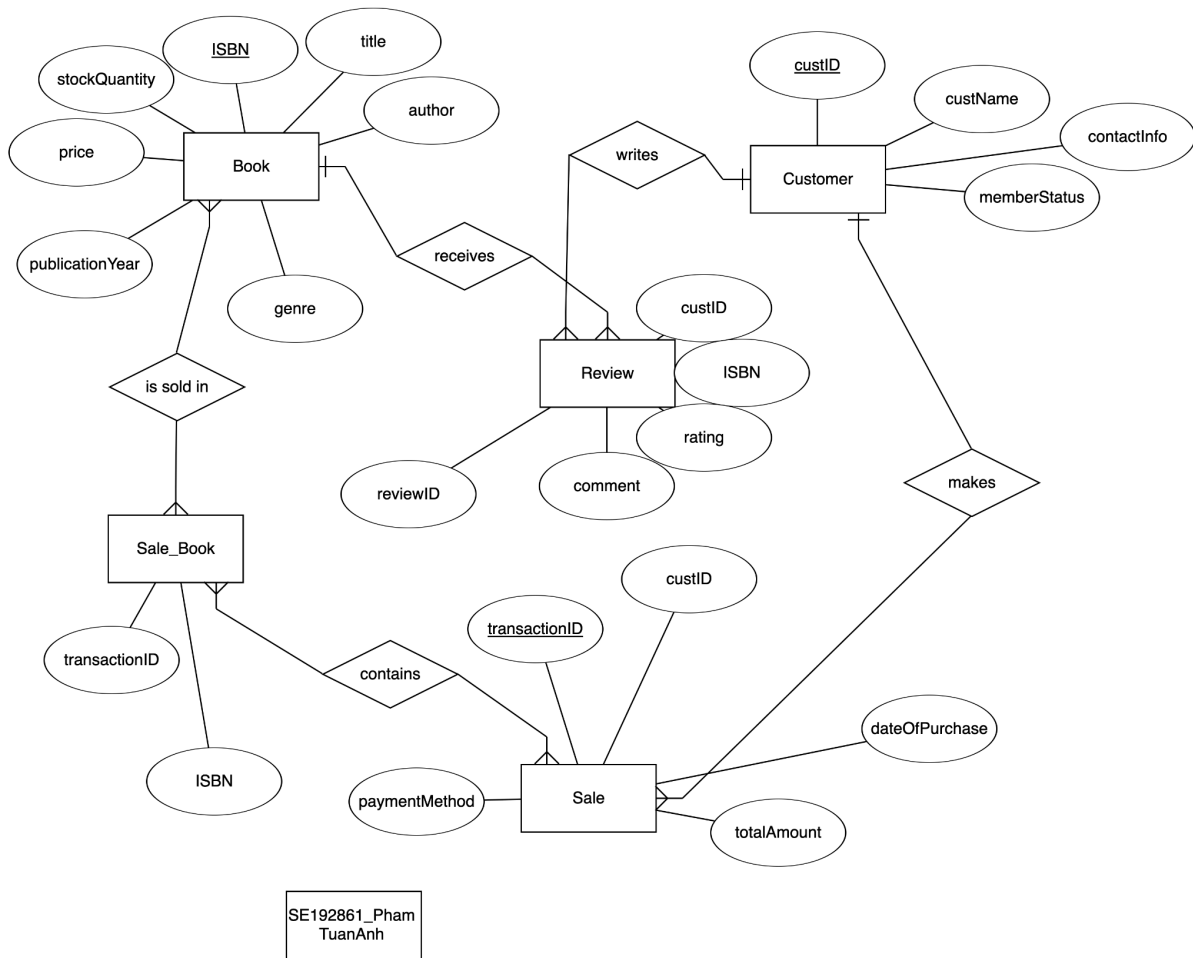 ISBN
title
stockQuantity
author
price
Book
publicationYear
genre
custID
custName
contactInfo
writes
Customer
memberStatus
receives
custID
Review
ISBN
rating
reviewID
comment
is sold in
makes
Sale_Book
custID
transactionID
transactionID
contains
ISBN
dateOfPurchase
paymentMethod
Sale
totalAmount
SE192861_Pham
TuanAnh